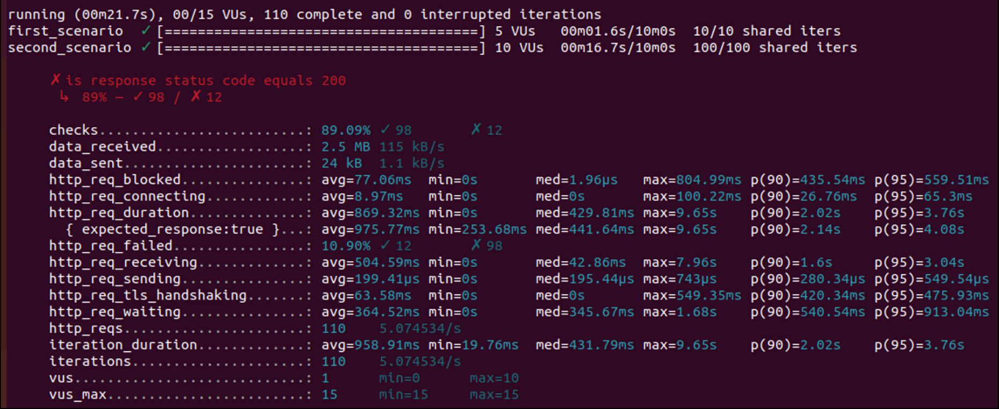 running (00m21.7s), 00/15 VUs, 110 complete and 0 interrupted iterations
first_scenario  ✓ [======================================] 5 VUs   00m01.6s/10m0s  10/10 shared iters
second_scenario ✓ [======================================] 10 VUs  00m16.7s/10m0s  100/100 shared iters
✗ is response status code equals 200
↳  89% — ✓ 98 / ✗ 12
checks.........................: 89.09% ✓ 98       ✗ 12
data_received..................: 2.5 MB 115 kB/s
data_sent......................: 24 kB  1.1 kB/s
http_req_blocked...............: avg=77.06ms  min=0s       med=1.96µs   max=804.99ms p(90)=435.54ms p(95)=559.51ms
http_req_connecting............: avg=8.97ms   min=0s       med=0s       max=100.22ms p(90)=26.76ms  p(95)=65.3ms
http_req_duration..............: avg=869.32ms min=0s       med=429.81ms max=9.65s    p(90)=2.02s    p(95)=3.76s
{ expected_response:true }...: avg=975.77ms min=253.68ms med=441.64ms max=9.65s    p(90)=2.14s    p(95)=4.08s
http_req_failed................: 10.90% ✓ 12       ✗ 98
http_req_receiving.............: avg=504.59ms min=0s       med=42.86ms  max=7.96s    p(90)=1.6s     p(95)=3.04s
http_req_sending...............: avg=199.41µs min=0s       med=195.44µs max=743µs    p(90)=280.34µs p(95)=549.54µs
http_req_tls_handshaking.......: avg=63.58ms  min=0s       med=0s       max=549.35ms p(90)=420.34ms p(95)=475.93ms
http_req_waiting...............: avg=364.52ms min=0s       med=345.67ms max=1.68s    p(90)=540.54ms p(95)=913.04ms
http_reqs......................: 110    5.074534/s
iteration_duration.............: avg=958.91ms min=19.76ms  med=431.79ms max=9.65s    p(90)=2.02s    p(95)=3.76s
iterations.....................: 110    5.074534/s
vus............................: 1      min=0      max=10
vus_max........................: 15     min=15     max=15